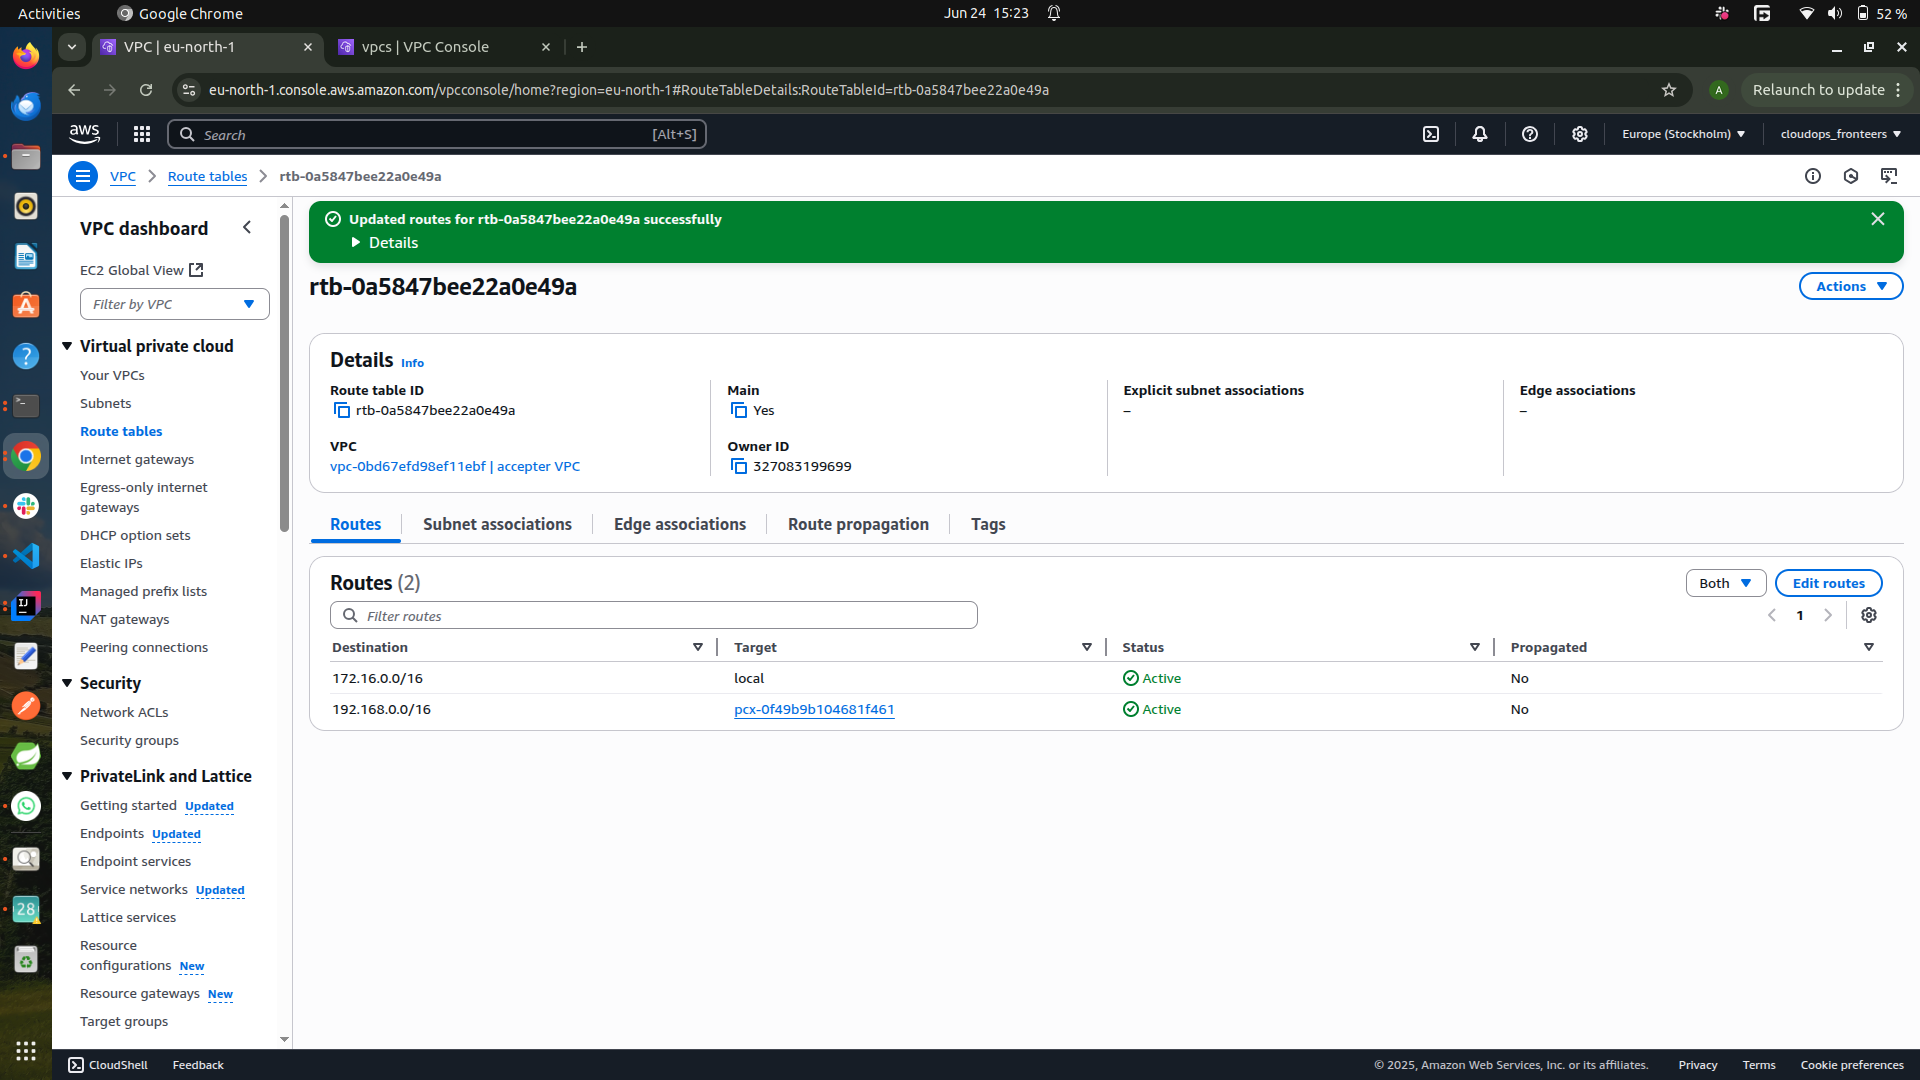 Activities
Google Chrome
Jun 24 15:23
52 %
VPC | eu-north-1
vpcs | VPC Console
eu-north-1.console.aws.amazon.com/vpcconsole/home?region=eu-north-1#RouteTableDetails:RouteTableId=rtb-0a5847bee22a0e49a
A
Relaunch to update
aws
Search
[Alt+S]
Europe (Stockholm)
cloudops_fronteers
VPC
Route tables
rtb-0a5847bee22a0e49a
VPC dashboard
EC2 Global View
Filter by VPC
Virtual private cloud
Your VPCs
Subnets
Route tables
Internet gateways
Egress-only internet
gateways
DHCP option sets
Elastic IPs
Managed prefix lists
NAT gateways
Peering connections
Security
Network ACLs
Security groups
PrivateLink and Lattice
Getting started Updated
Endpoints Updated
Endpoint services
Service networks Updated
Lattice services
Resource
configurations New
Resource gateways New
Target groups
Updated routes for rtb-0a5847bee22a0e49a successfully
Details
rtb-0a5847bee22a0e49a
Actions
Details Info
Route table ID
rtb-0a5847bee22a0e49a
VPC
vpc-0bd67efd98ef11ebf | accepter VPC
Main
Yes
Owner ID
327083199699
Explicit subnet associations
–
Edge associations
–
Routes
Subnet associations
Edge associations
Route propagation
Tags
Routes (2)
Both
Edit routes
Filter routes
1
Destination Target Status Propagated
172.16.0.0/16 local Active No
192.168.0.0/16 pcx-0f49b9b104681f461 Active No
IJ
28
CloudShell
Feedback
© 2025, Amazon Web Services, Inc. or its affiliates.
Privacy
Terms
Cookie preferences